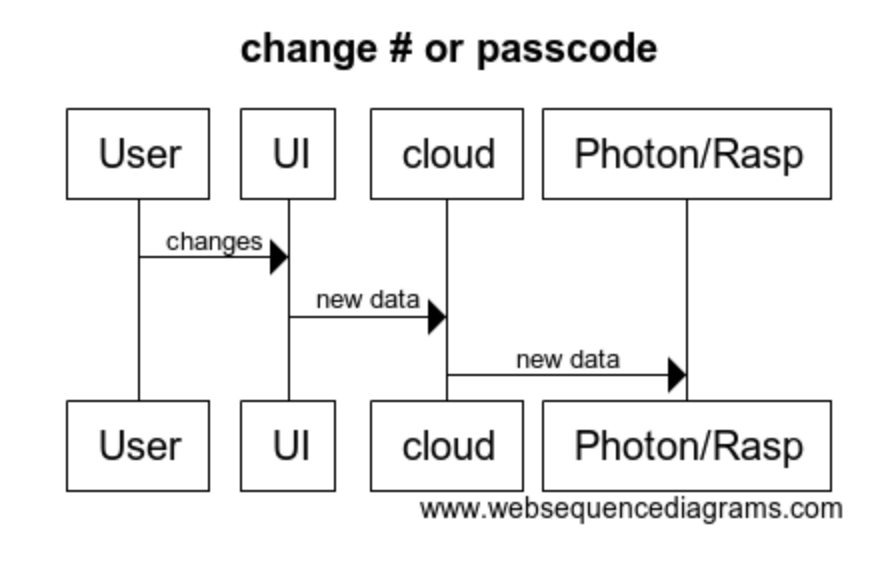 change # or passcode
User UI cloud Photon/Rasp
changes
new data
new data
User UI cloud Photon/Rasp
www.websequencediagrams.com